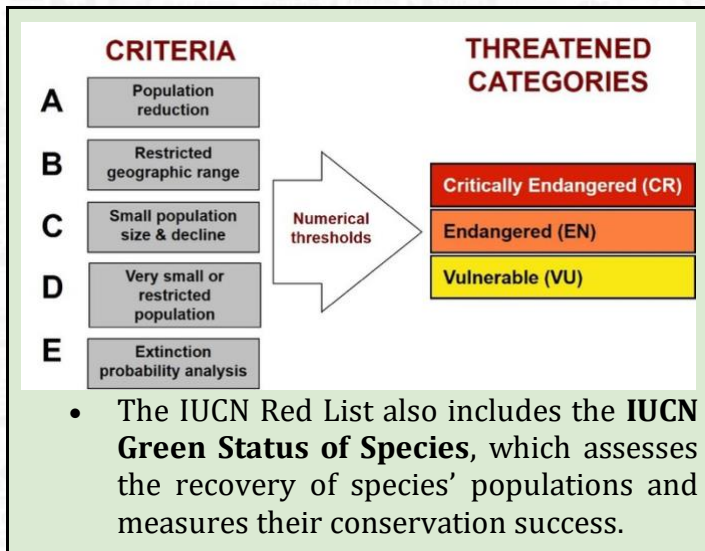 CRITERIA
A
Population
reduction
B
Restricted
geographic range
C
Small population
size & decline
D
Very small or
restricted
population
E
Extinction
probability analysis
Numerical
thresholds
THREATENED
CATEGORIES
Critically Endangered (CR)
Endangered (EN)
Vulnerable (VU)
• The IUCN Red List also includes the IUCN
Green Status of Species, which assesses
the recovery of species’ populations and
measures their conservation success.